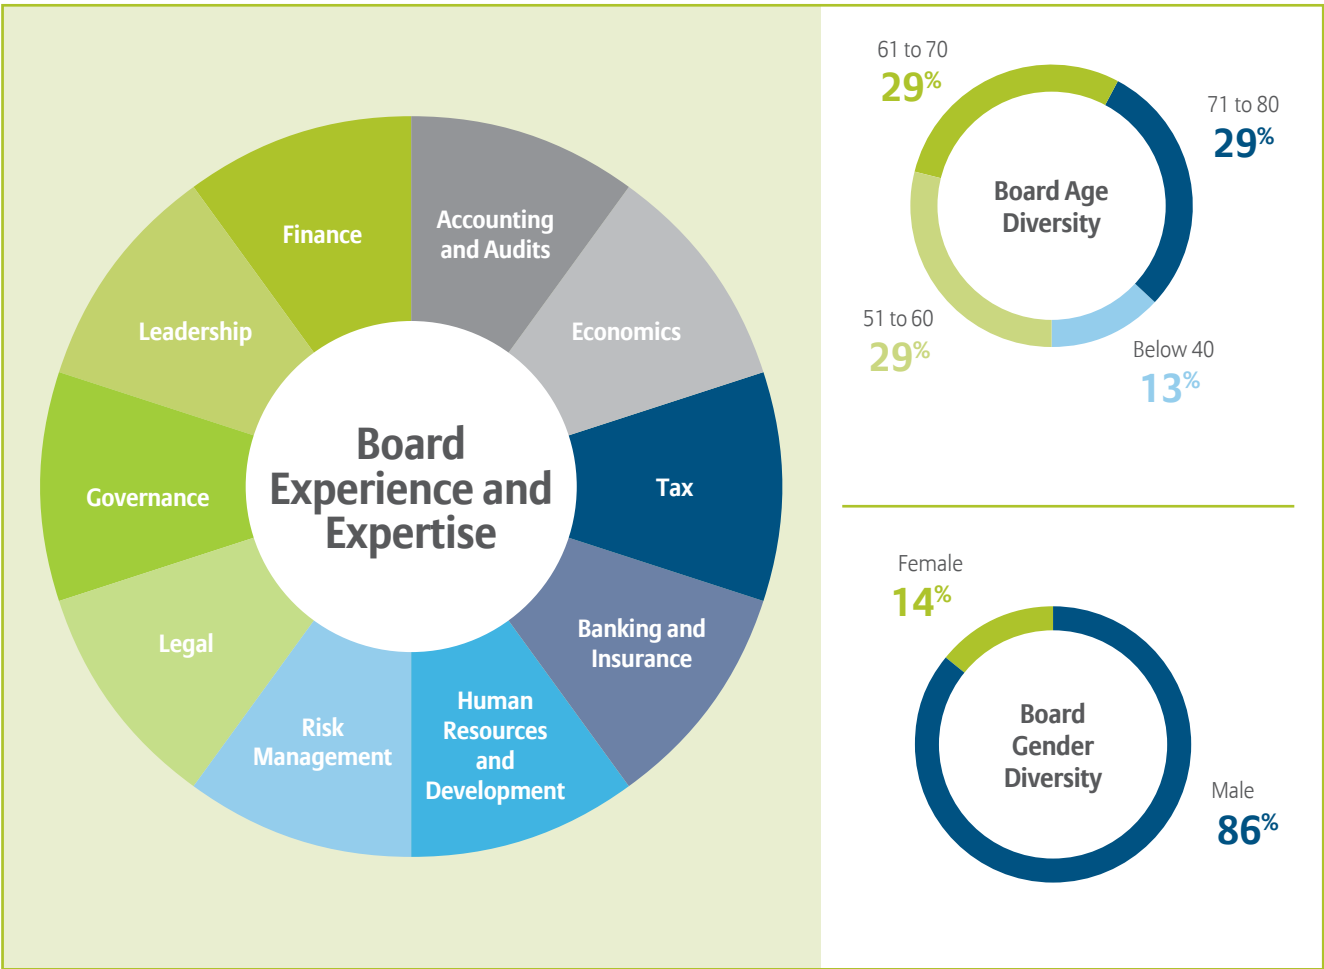 Finance
Accounting
and Audits
Leadership
Economics
Governance
Board
Experience and
Expertise
Tax
Legal
Banking and
Insurance
Risk
Management
Human
Resources
and
Development
61 to 70
29%
71 to 80
29%
Board Age
Diversity
51 to 60
29%
Below 40
13%
Female
14%
Board
Gender
Diversity
Male
86%